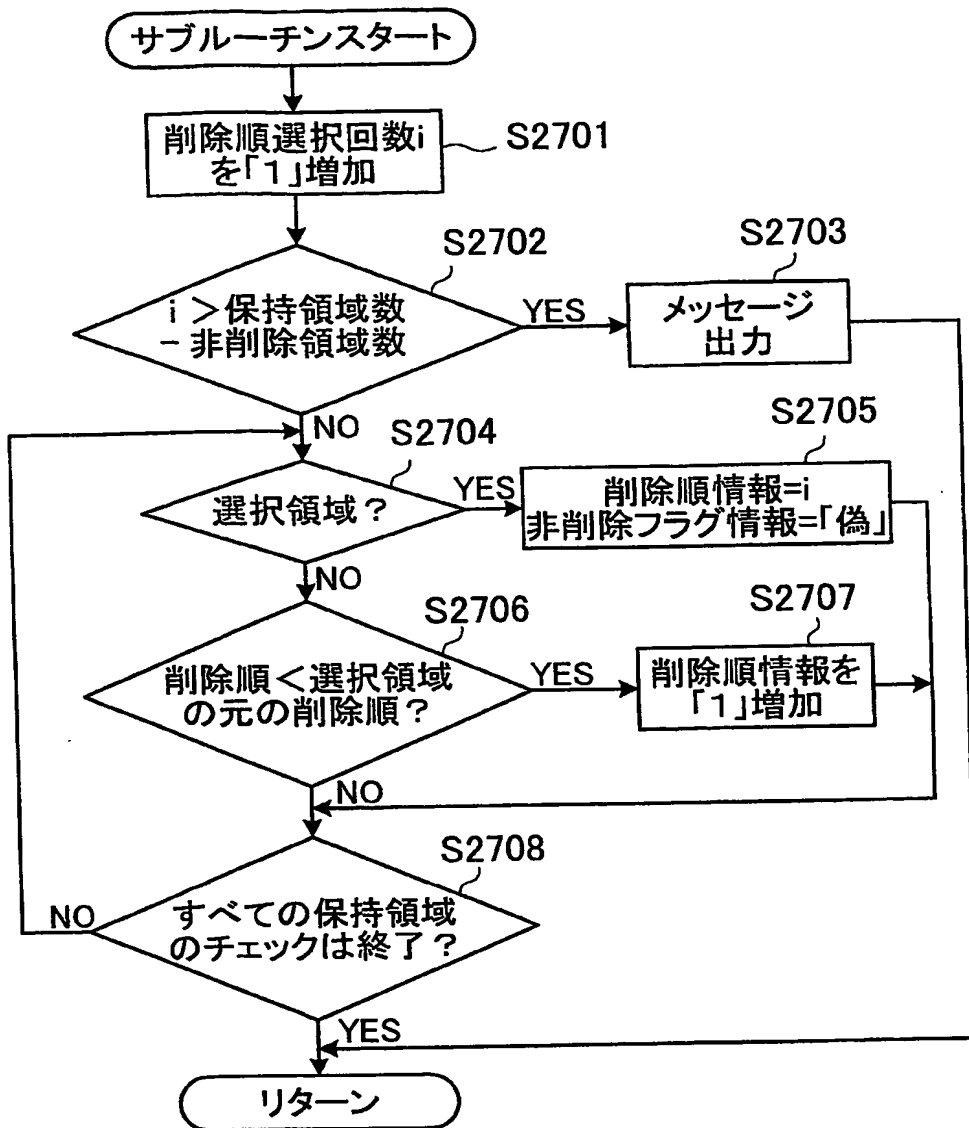 サブルーチンスタート
削除順選択回数i
を「１」増加
S2701
S2702
i＞保持領域数
－非削除領域数
YES
S2703
メッセージ
出力
NO
S2704
選択領域？
YES
S2705
削除順情報=i
非削除フラグ情報=「偽」
NO
S2706
削除順＜選択領域
の元の削除順？
YES
S2707
削除順情報を
「１」増加
NO
S2708
すべての保持領域
のチェックは終了？
NO
YES
リターン